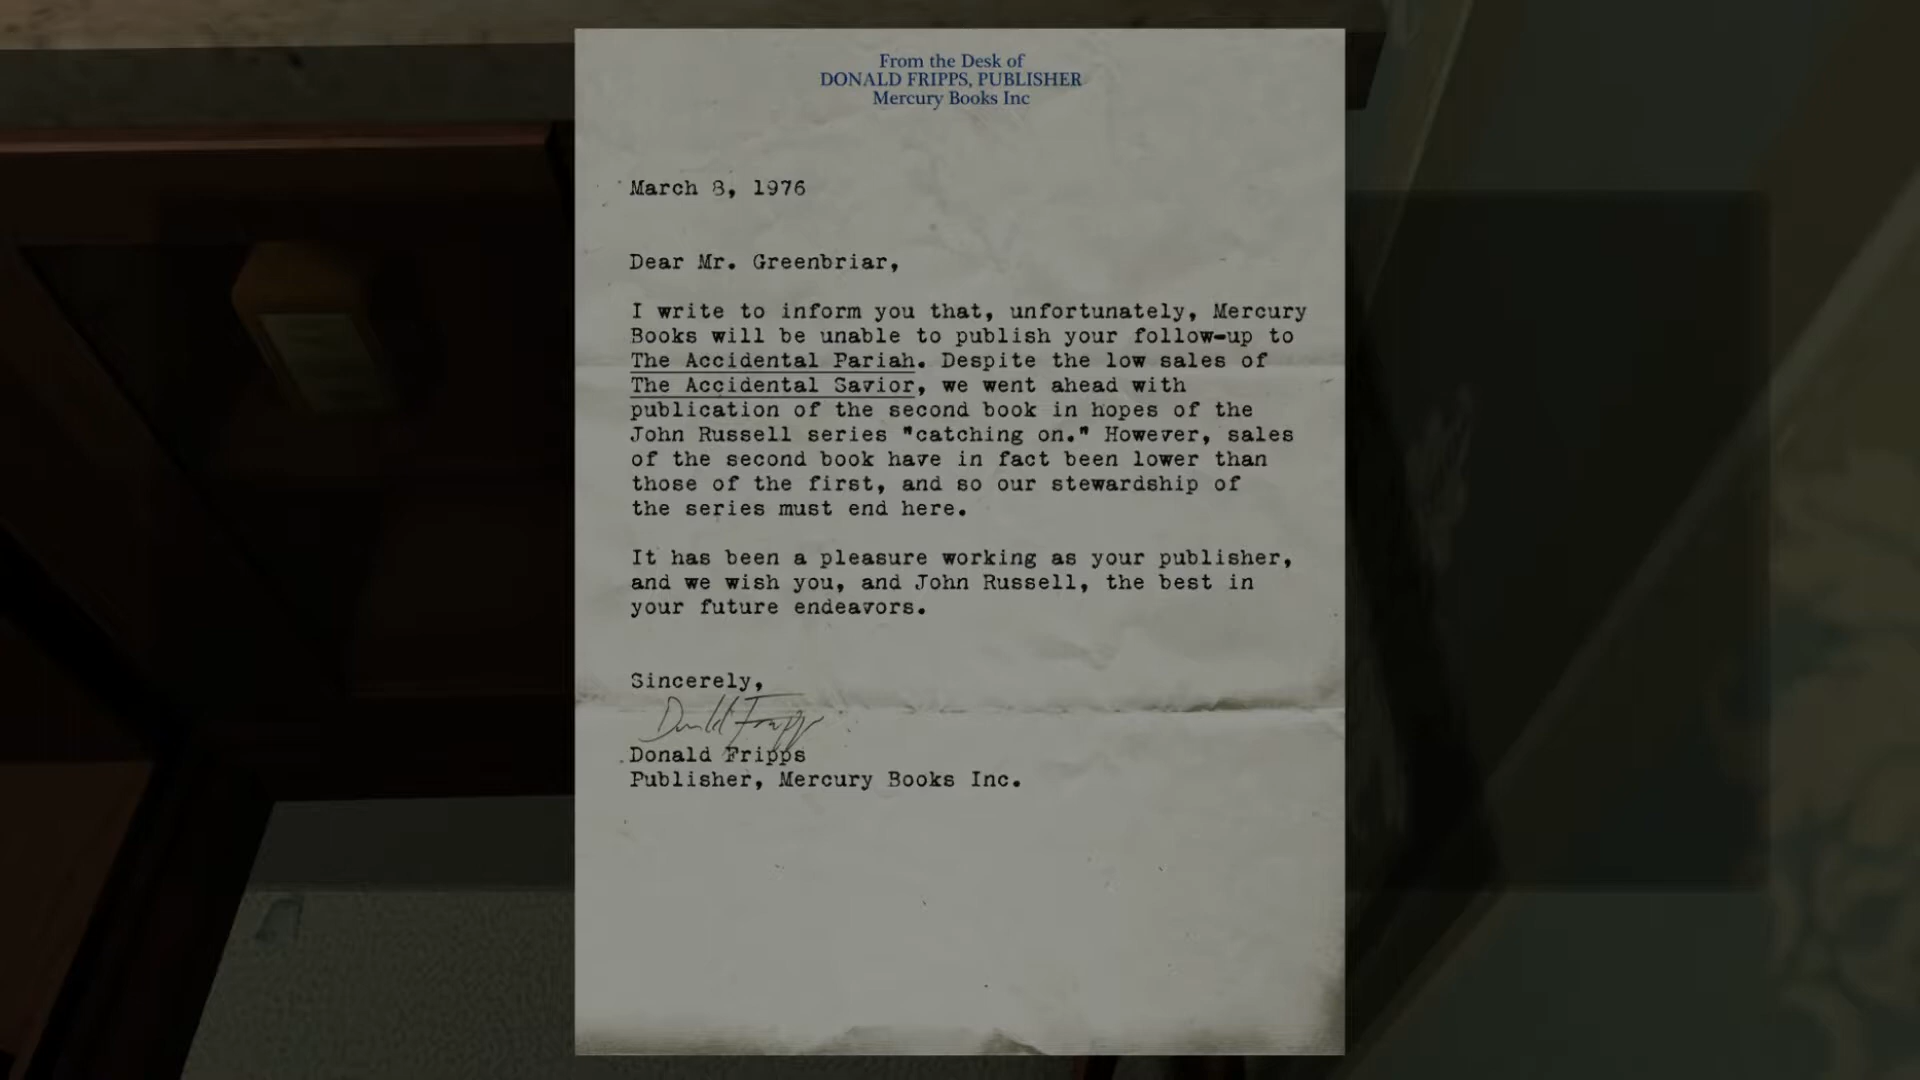 From the Desk of
DONALD FRIPPS, PUBLISHER
Mercury Books Inc
March 8, 1976
Dear Mr. Greenbriar,
I write to inform you that, unfortunately, Mercury
Books will be unable to publish your follow-up to
The Accidental Pariah. Despite the low sales of
The Accidental Savior, we went ahead with
publication of the second book in hopes of the
John Russell series "catching on." However, sales
of the second book have in fact been lower than
those of the first, and so our stewardship of
the series must end here.
It has been a pleasure working as your publisher,
and we wish you, and John Russell, the best in
your future endeavors.
Sincerely,
Donald Fripps
Donald Fripps
Publisher, Mercury Books Inc.